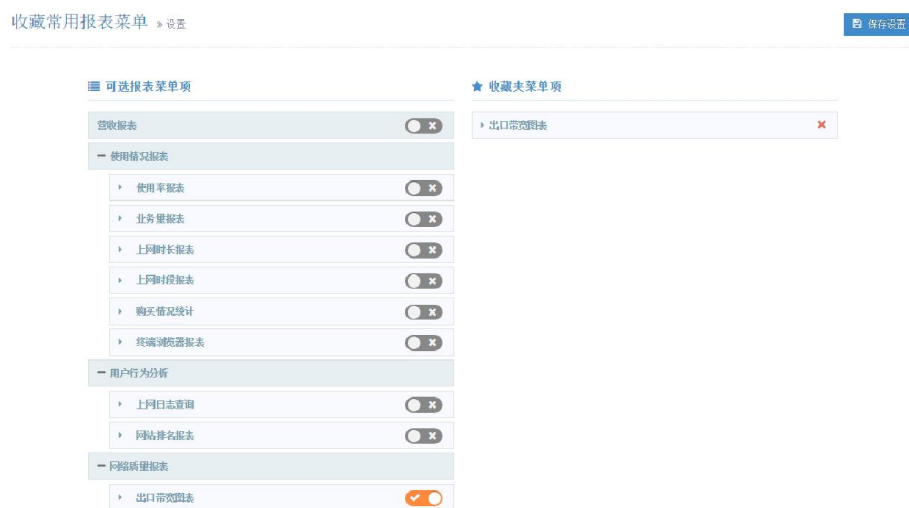 收藏常用报表菜单 » 设置
保存设置
可选报表菜单项
营收报表
使用情况报表
使用率报表
业务量报表
上网时长报表
上网时段报表
购买情况统计
终端浏览器报表
用户行为分析
上网日志查询
网站排名报表
网络质量报表
出口带宽图表
收藏夹菜单项
出口带宽图表